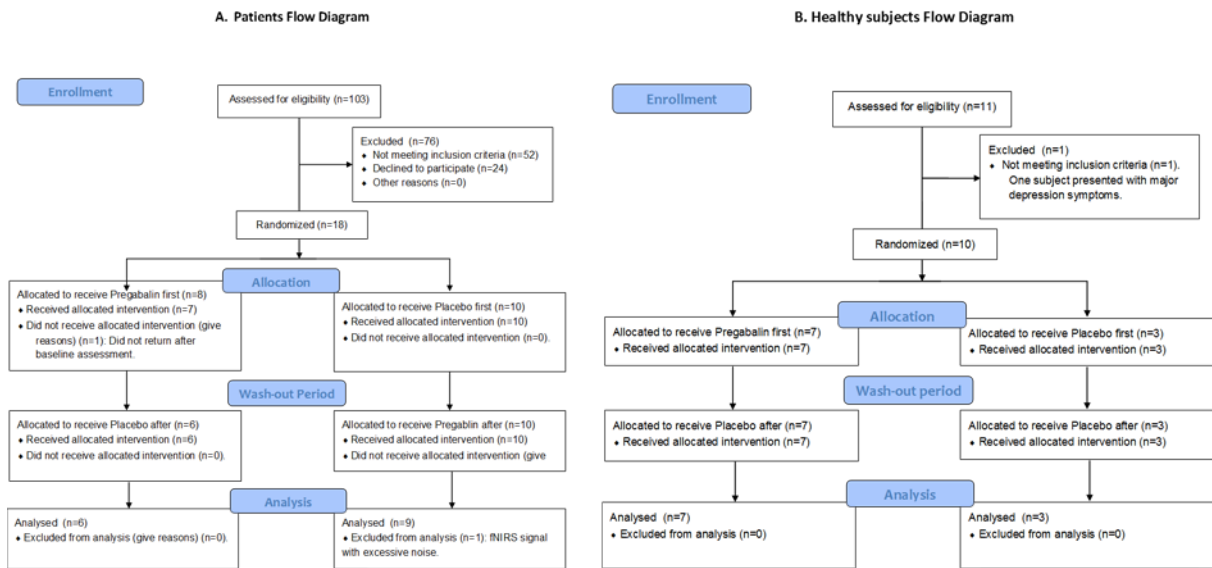 A. Patients Flow Diagram
Enrollment
Assessed for eligibility (n=103)
Excluded (n=76)
♦ Not meeting inclusion criteria (n=52)
♦ Declined to participate (n=24)
♦ Other reasons (n=0)
Randomized (n=18)
Allocation
Allocated to receive Pregabalin first (n=8)
♦ Received allocated intervention (n=7)
♦ Did not receive allocated intervention (give
reasons) (n=1): Did not return after
baseline assessment.
Allocated to receive Placebo first (n=10)
♦ Received allocated intervention (n=10)
♦ Did not receive allocated intervention (n=0).
Wash-out Period
Allocated to receive Placebo after (n=6)
♦ Received allocated intervention (n=6)
♦ Did not receive allocated intervention (n=0).
Allocated to receive Pregablin after (n=10)
♦ Received allocated intervention (n=10)
♦ Did not receive allocated intervention (give
Analysis
Analysed (n=6)
♦ Excluded from analysis (give reasons) (n=0).
Analysed (n=9)
♦ Excluded from analysis (n=1): fNIRS signal
with excessive noise.
B. Healthy subjects Flow Diagram
Enrollment
Assessed for eligibility (n=11)
Excluded (n=1)
♦ Not meeting inclusion criteria (n=1).
One subject presented with major
depression symptoms.
Randomized (n=10)
Allocation
Allocated to receive Pregabalin first (n=7)
♦ Received allocated intervention (n=7)
Allocated to receive Placebo first (n=3)
♦ Received allocated intervention (n=3)
Wash-out period
Allocated to receive Placebo after (n=7)
♦ Received allocated intervention (n=7)
Allocated to receive Placebo after (n=3)
♦ Received allocated intervention (n=3)
Analysis
Analysed (n=7)
♦ Excluded from analysis (n=0)
Analysed (n=3)
♦ Excluded from analysis (n=0)